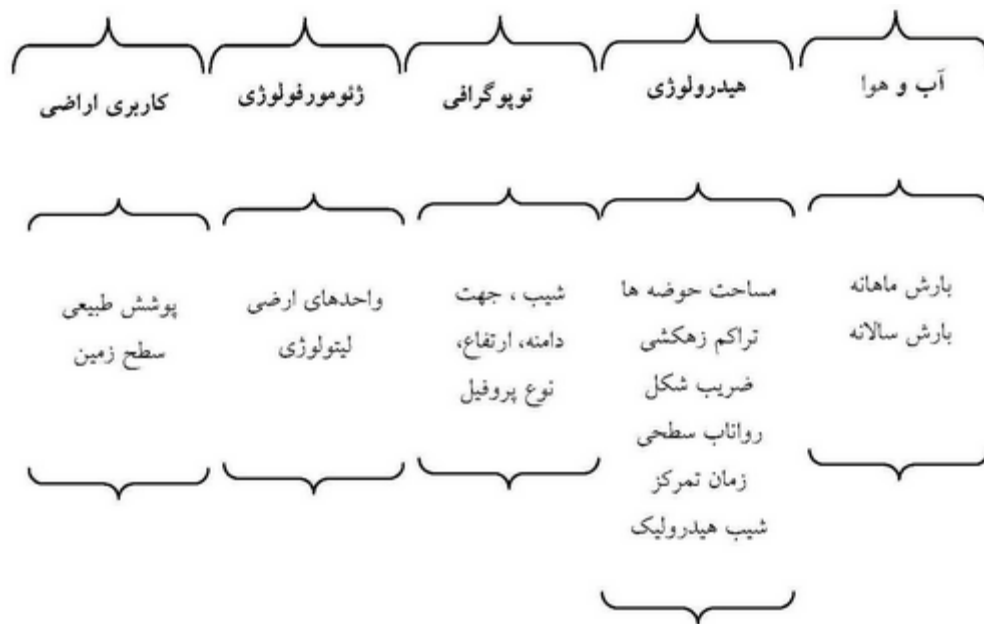 آب و هوا
هیدرولوژی
توپوگرافی
ژئومورفولوژی
کاربری اراضی
بارش ماهانه
بارش سالانه
مساحت حوضه ها
تراکم زهکشی
ضریب شکل
رواناب سطحی
زمان تمرکز
شیب هیدرولیک
شیب ، جهت
دامنه، ارتفاع،
نوع پروفیل
واحدهای ارضی
لیتولوژی
پوشش طبیعی
سطح زمین